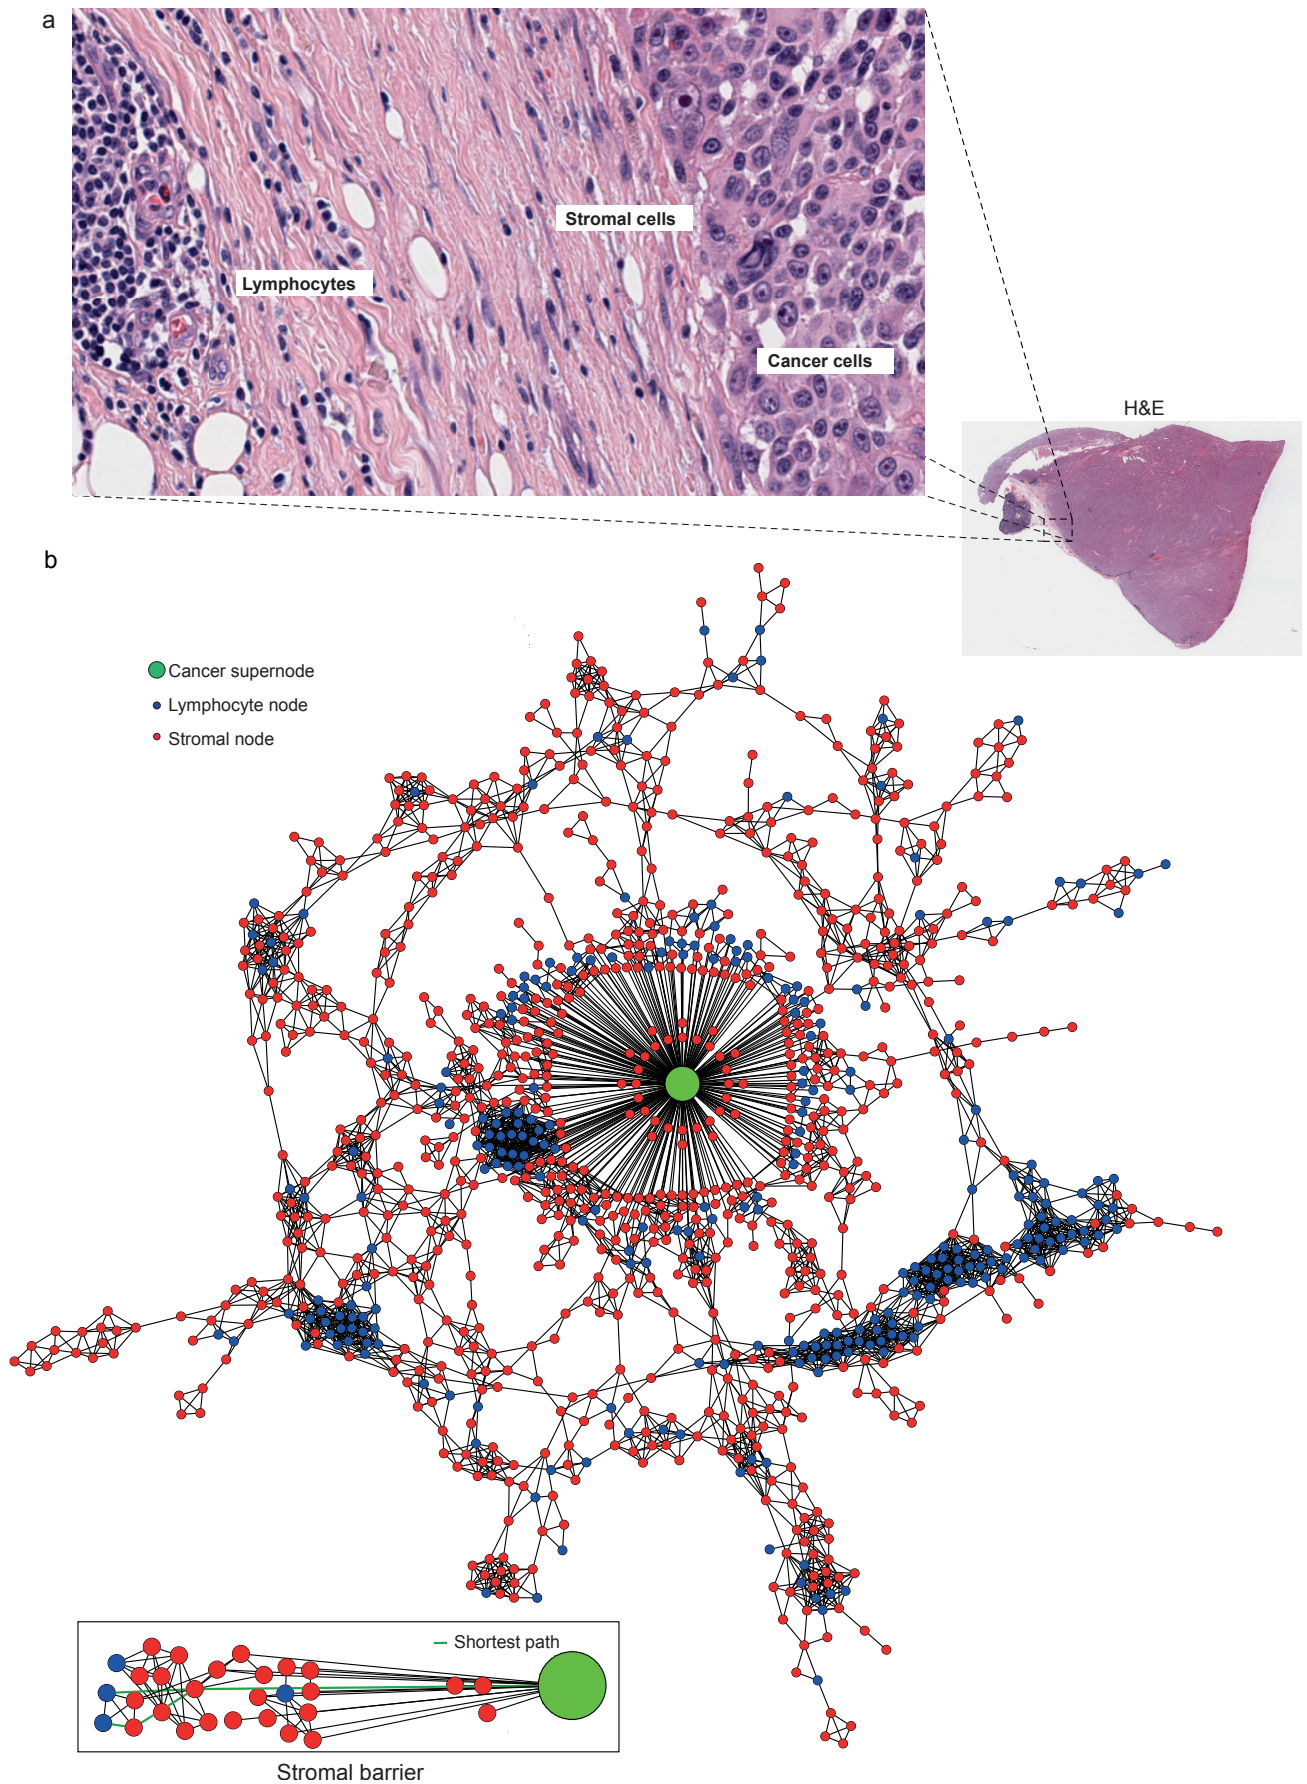 a
Stromal cells
Lymphocytes
Cancer cells
H&E
b
Cancer supernode
Lymphocyte node
Stromal node
Shortest path
Stromal barrier